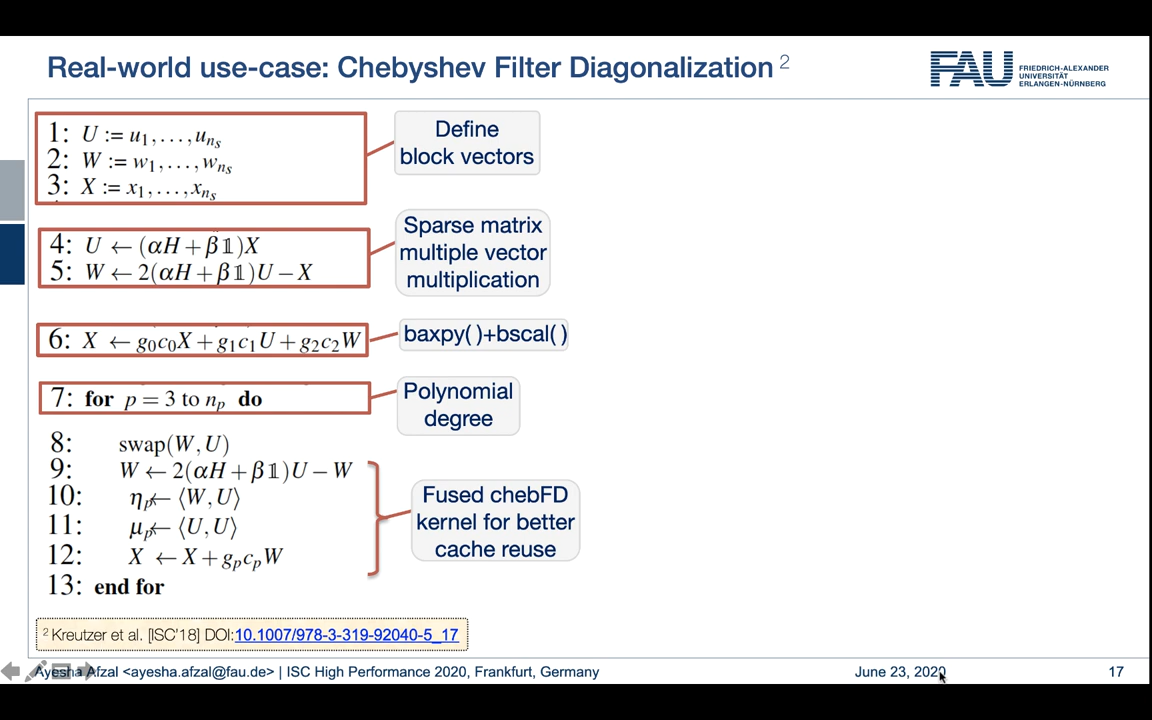 Real-world use-case: Chebyshev Filter Diagonalization ²
FAU FRIEDRICH-ALEXANDER
UNIVERSITÄT
ERLANGEN-NÜRNBERG
1: U := u₁,…,uₙₛ
2: W := w₁,…,wₙₛ
3: X := x₁,…,xₙₛ
Define
block vectors
4: U ← (αH + β𝟙)X
5: W ← 2(αH + β𝟙)U − X
Sparse matrix
multiple vector
multiplication
6: X ← g₀c₀X + g₁c₁U + g₂c₂W
baxpy()+bscal()
7: for p = 3 to nₚ do
Polynomial
degree
8: swap(W,U)
9: W ← 2(αH + β𝟙)U − W
10: ηₚ← ⟨W,U⟩
11: μₚ← ⟨U,U⟩
12: X ← X + gₚcₚW
13: end for
Fused chebFD
kernel for better
cache reuse
² Kreutzer et al. [ISC'18] DOI:10.1007/978-3-319-92040-5_17
Ayesha Afzal <ayesha.afzal@fau.de> | ISC High Performance 2020, Frankfurt, Germany
June 23, 2020
17